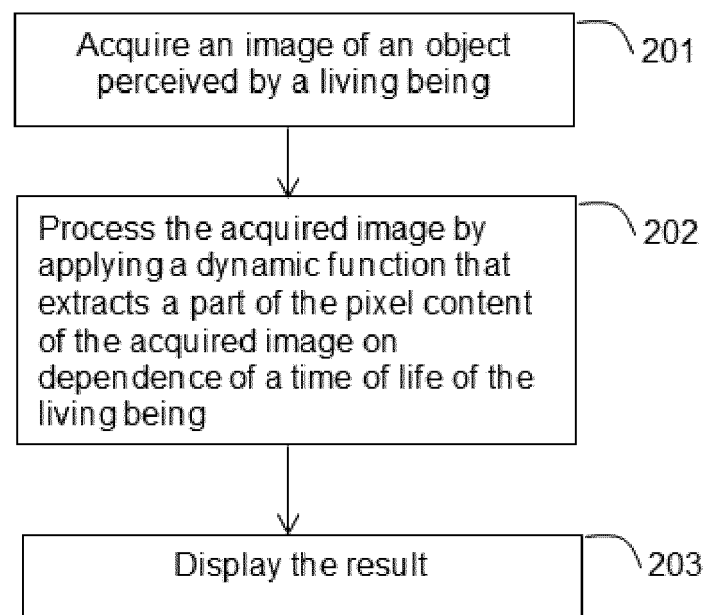 Acquire an image of an object
perceived by a living being
201
Process the acquired image by
applying a dynamic function that
extracts a part of the pixel content
of the acquired image on
dependence of a time of life of the
living being
202
Display the result
203